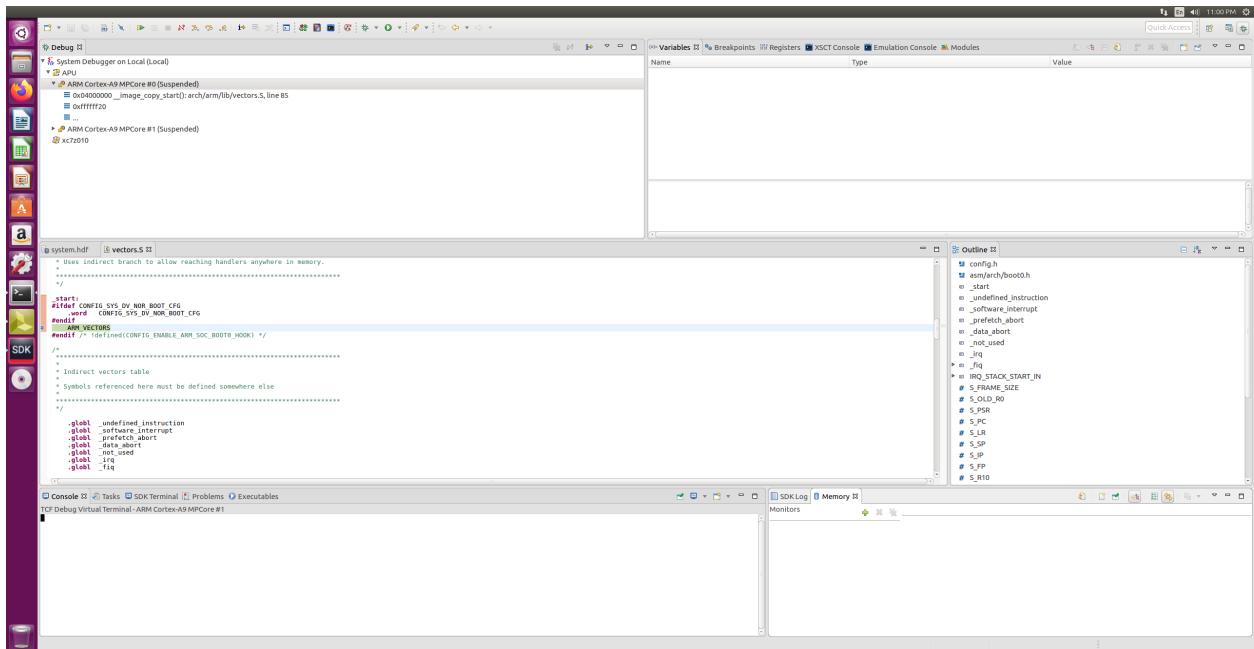 En 11:00 PM
Quick Access
Debug
System Debugger on Local (Local)
APU
ARM Cortex-A9 MPCore #0 (Suspended)
0x04000000 __image_copy_start(): arch/arm/lib/vectors.S, line 85
0xffffff20
...
ARM Cortex-A9 MPCore #1 (Suspended)
xc7z010
Variables Breakpoints Registers XSCT Console Emulation Console Modules
Name Type Value
system.hdf vectors.S
* Uses indirect branch to allow reaching handlers anywhere in memory.
*
*************************************************************************
*/
_start:
#ifdef CONFIG_SYS_DV_NOR_BOOT_CFG
.word CONFIG_SYS_DV_NOR_BOOT_CFG
#endif
ARM_VECTORS
#endif /* !defined(CONFIG_ENABLE_ARM_SOC_BOOT0_HOOK) */
/*
*************************************************************************
*
* Indirect vectors table
*
* Symbols referenced here must be defined somewhere else
*
*************************************************************************
*/
.globl _undefined_instruction
.globl _software_interrupt
.globl _prefetch_abort
.globl _data_abort
.globl _not_used
.globl _irq
.globl _fiq
Outline
config.h
asm/arch/boot0.h
_start
_undefined_instruction
_software_interrupt
_prefetch_abort
_data_abort
_not_used
_irq
_fiq
IRQ_STACK_START_IN
# S_FRAME_SIZE
# S_OLD_R0
# S_PSR
# S_PC
# S_LR
# S_SP
# S_IP
# S_FP
# S_R10
Console Tasks SDK Terminal Problems Executables
TCF Debug Virtual Terminal - ARM Cortex-A9 MPCore #1
SDK Log Memory
Monitors
a
SDK